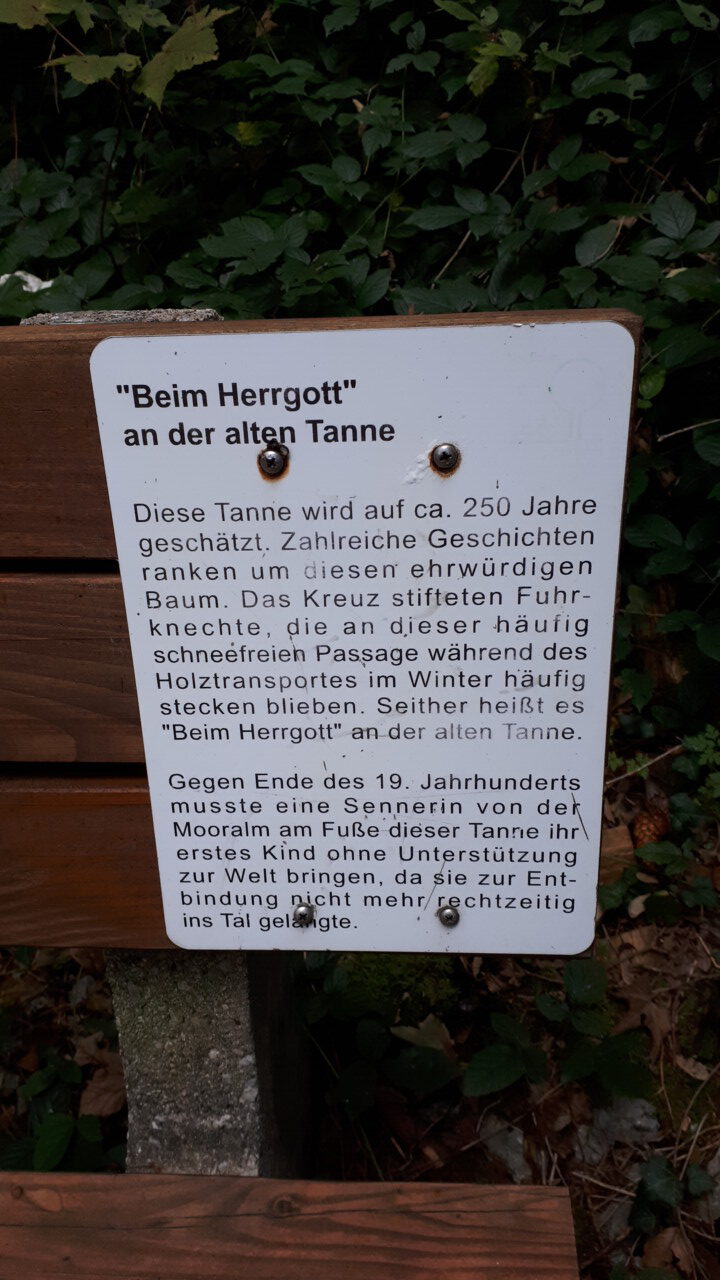 "Beim Herrgott"
an der alten Tanne
Diese Tanne wird auf ca. 250 Jahre
geschätzt. Zahlreiche Geschichten
ranken um diesen ehrwürdigen
Baum. Das Kreuz stifteten Fuhr-
knechte, die an dieser häufig
schneefreien Passage während des
Holztransportes im Winter häufig
stecken blieben. Seither heißt es
"Beim Herrgott" an der alten Tanne.
Gegen Ende des 19. Jahrhunderts
musste eine Sennerin von der
Mooralm am Fuße dieser Tanne ihr
erstes Kind ohne Unterstützung
zur Welt bringen, da sie zur Ent-
bindung nicht mehr rechtzeitig
ins Tal gelangte.